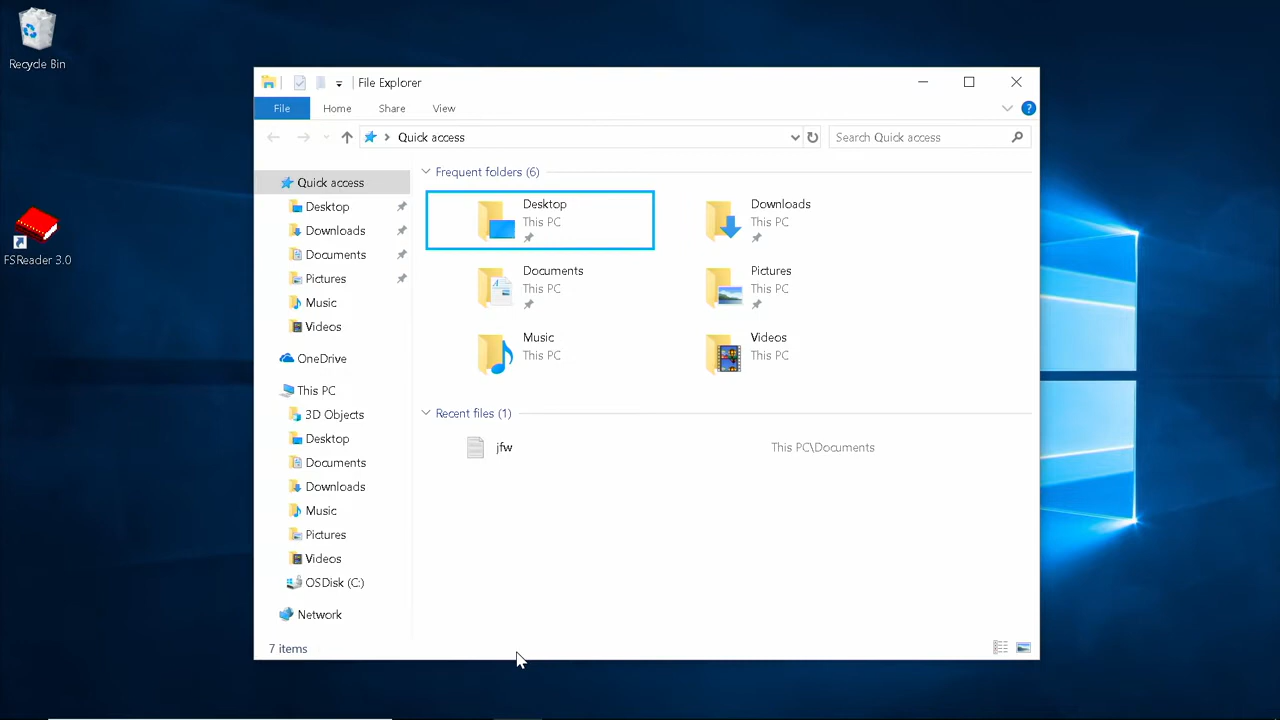 Recycle Bin
FSReader 3.0
File Explorer
File
Home
Share
View
?
Quick access
Search Quick access
Quick access
Desktop
Downloads
Documents
Pictures
Music
Videos
OneDrive
This PC
3D Objects
Desktop
Documents
Downloads
Music
Pictures
Videos
OSDisk (C:)
Network
Frequent folders (6)
Desktop
This PC
Downloads
This PC
Documents
This PC
Pictures
This PC
Music
This PC
Videos
This PC
Recent files (1)
jfw
This PC\Documents
7 items